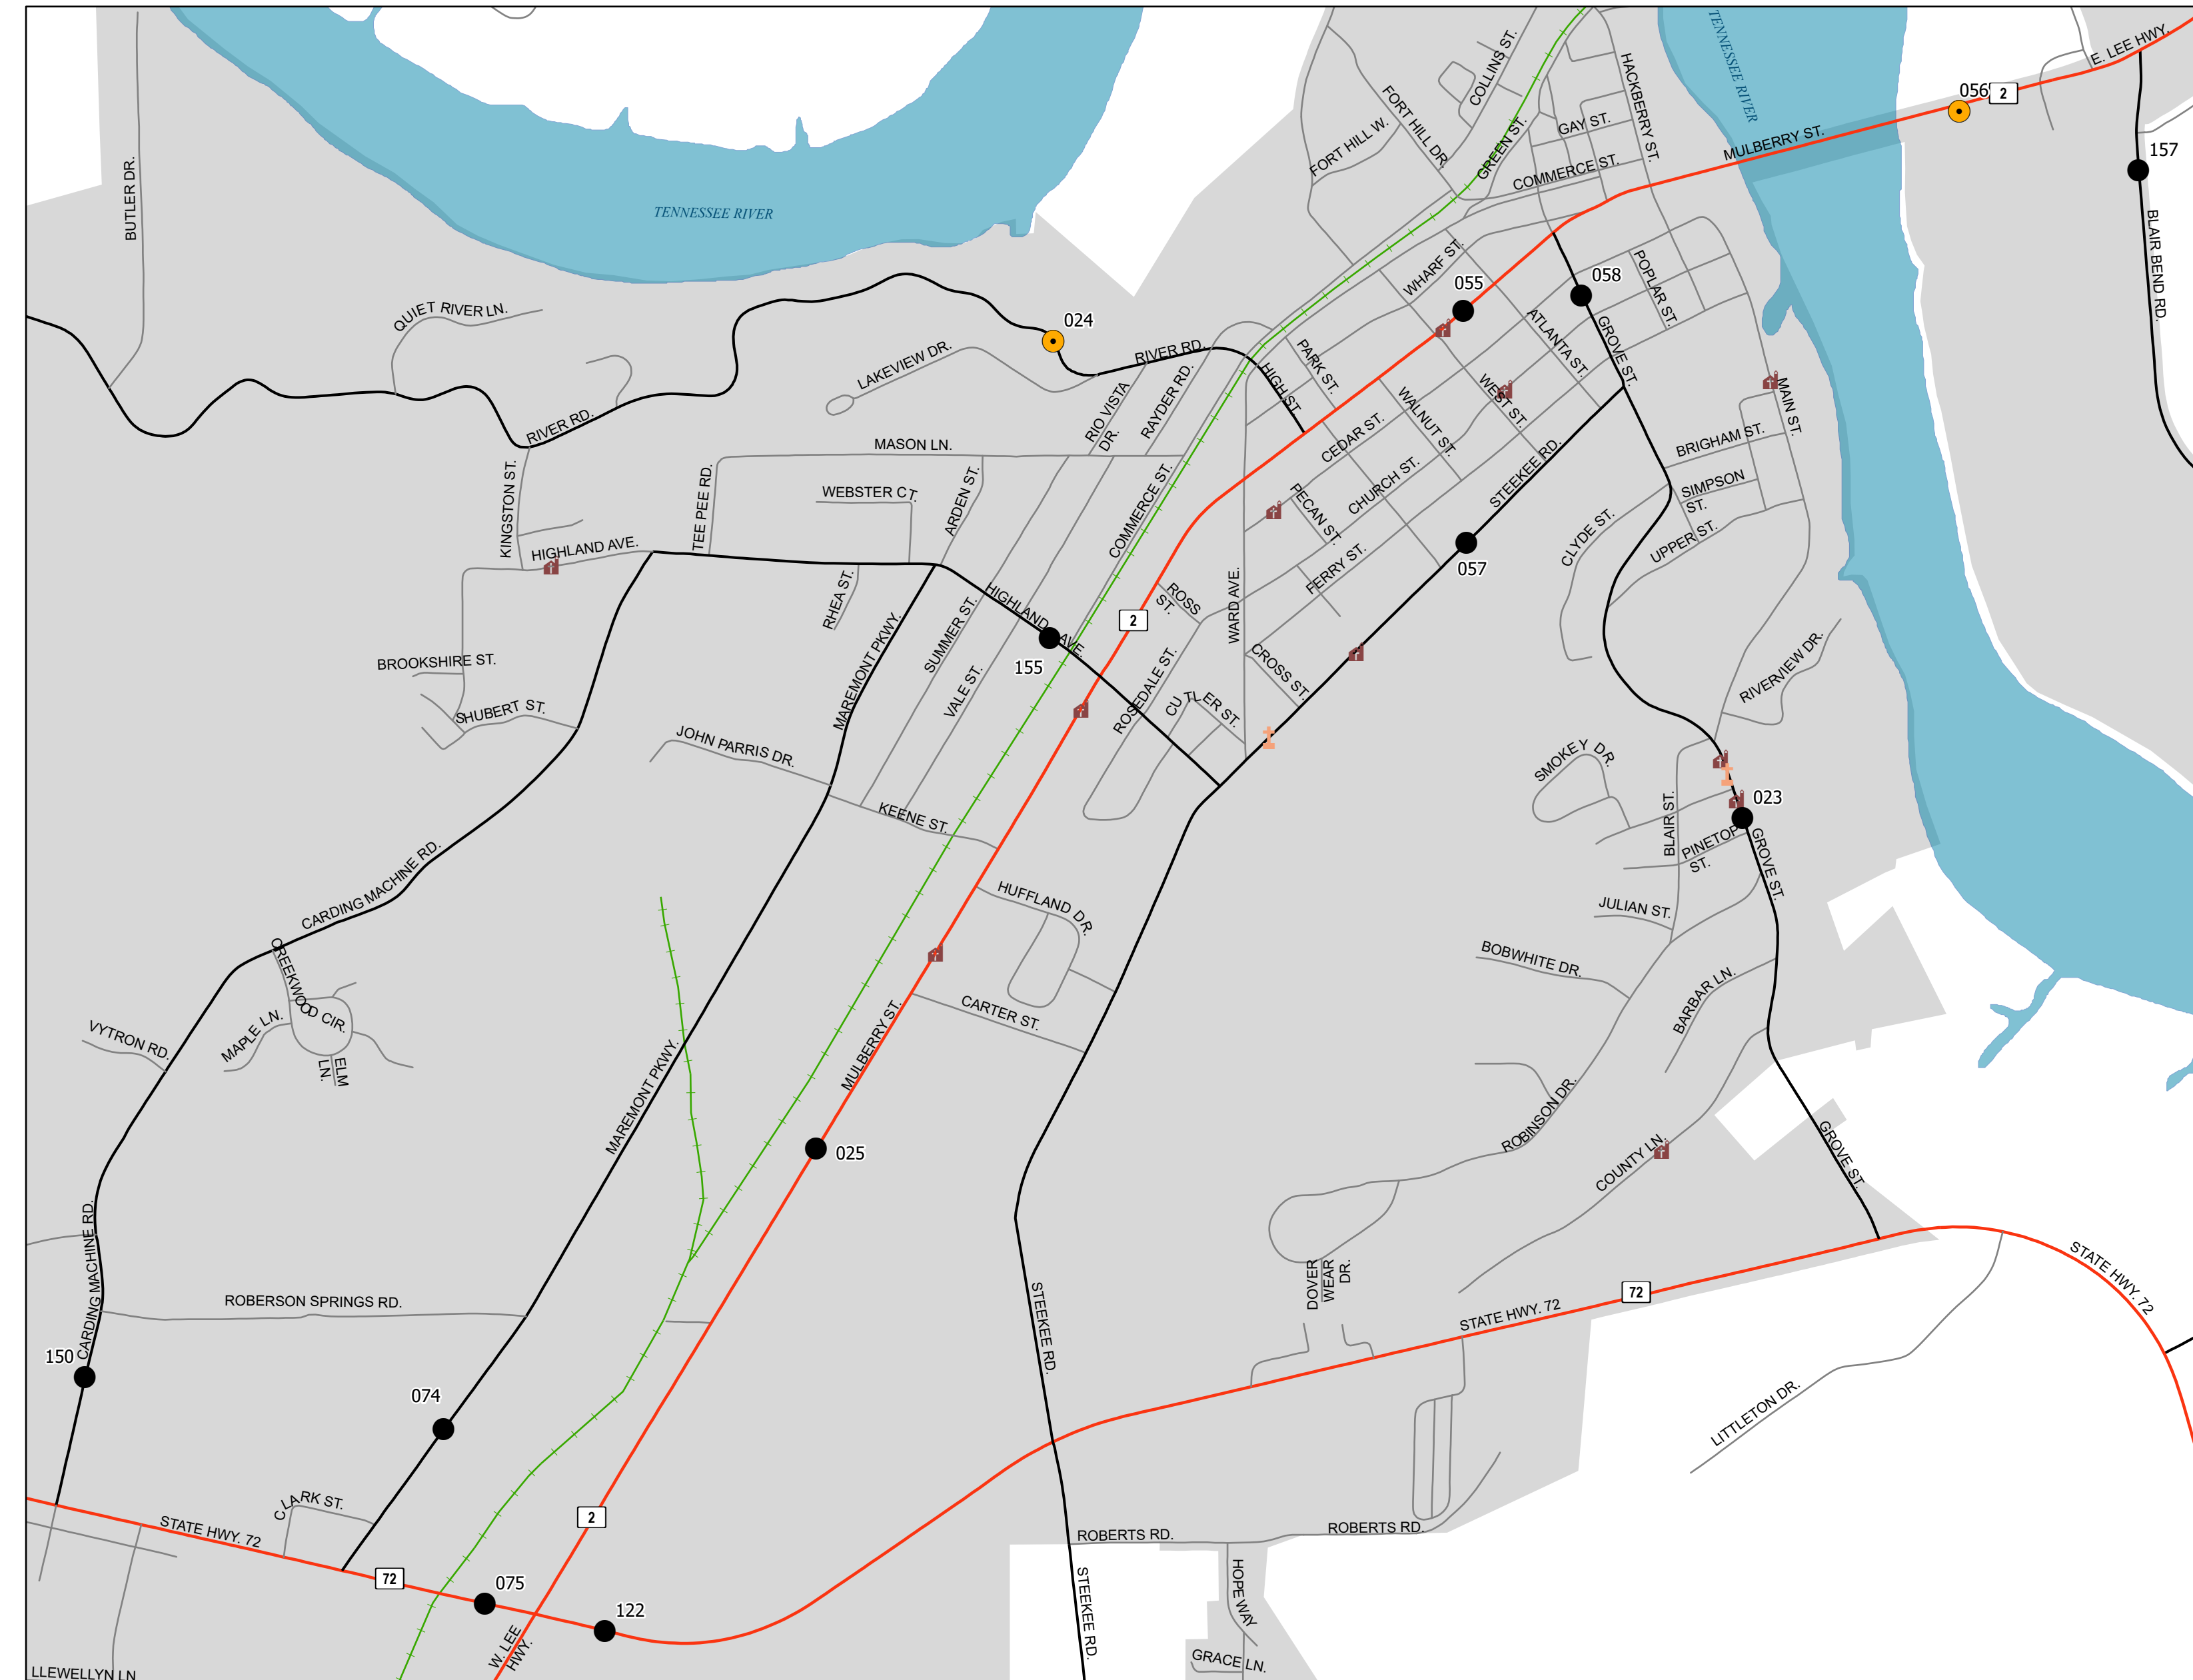 COLLINS ST.
HACKBERRY ST.
TENNESSEE RIVER
E. LEE HWY.
056
2
FORT HILL DR.
FORT HILL W.
GREEN ST.
GAY ST.
COMMERCE ST.
MULBERRY ST.
157
BUTLER DR.
TENNESSEE RIVER
BLAIR BEND RD.
WHARF ST.
055
058
POPLAR ST.
QUIET RIVER LN.
024
ATLANTA ST.
GROVE ST.
LAKEVIEW DR.
RIVER RD.
PARK ST.
HIGH ST.
RIO VISTA
DR.
RAYDER RD.
WALNUT ST.
WEST ST.
MAIN ST.
RIVER RD.
MASON LN.
CEDAR ST.
BRIGHAM ST.
KINGSTON ST.
TEE PEE RD.
WEBSTER CT.
ARDEN ST.
COMMERCE ST.
PECAN ST.
CHURCH ST.
STEEKEE RD.
SIMPSON
ST.
HIGHLAND AVE.
CLYDE ST.
UPPER ST.
057
FERRY ST.
RHEA ST.
HIGHLAND AVE.
ROSS
ST.
WARD AVE.
2
155
SUMMER ST.
MAREMONT PKWY.
VALE ST.
BROOKSHIRE ST.
CROSS ST.
ROSEDALE ST.
CUTLER ST.
RIVERVIEW DR.
SHUBERT ST.
JOHN PARRIS DR.
SMOKEY DR.
KEENE ST.
023
BLAIR ST.
PINETOP
ST.
GROVE ST.
CARDING MACHINE RD.
HUFFLAND DR.
JULIAN ST.
BOBWHITE DR.
BARBAR LN.
CREEKWOOD CIR.
MAPLE LN.
VYTRON RD.
ELM
LN.
CARTER ST.
MULBERRY ST.
MAREMONT PKWY.
ROBINSON DR.
COUNTY LN.
GROVE ST.
025
CARDING MACHINE RD.
DOVER
WEAR
DR.
STATE HWY. 72
ROBERSON SPRINGS RD.
STEEKEE RD.
72
STATE HWY. 72
150
074
LITTLETON DR.
CLARK ST.
STATE HWY. 72
2
ROBERTS RD.
ROBERTS RD.
72
075
122
STEEKEE RD.
HOPE WAY
W. LEE
HWY.
GRACE LN.
LLEWELLYN LN